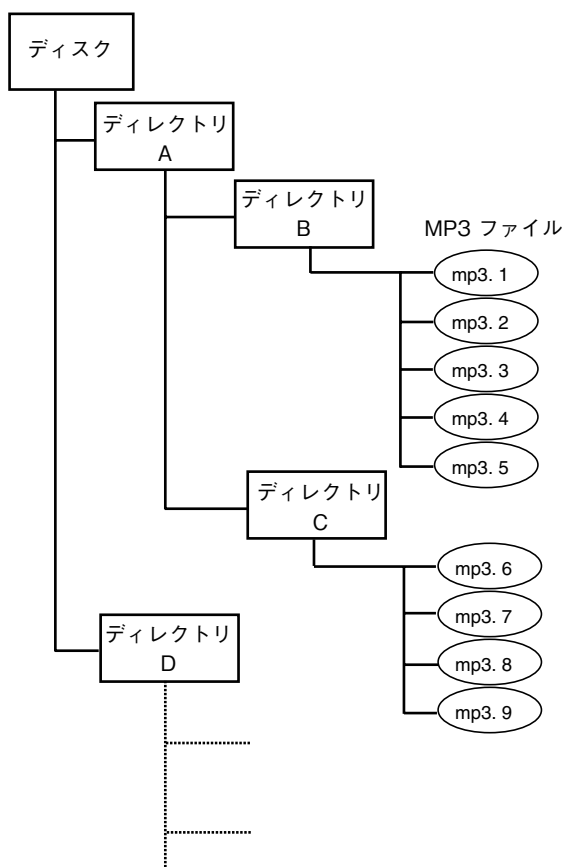 ディスク
ディレクトリ
A
ディレクトリ
B
MP3 ファイル
mp3. 1
mp3. 2
mp3. 3
mp3. 4
mp3. 5
ディレクトリ
C
mp3. 6
mp3. 7
mp3. 8
mp3. 9
ディレクトリ
D